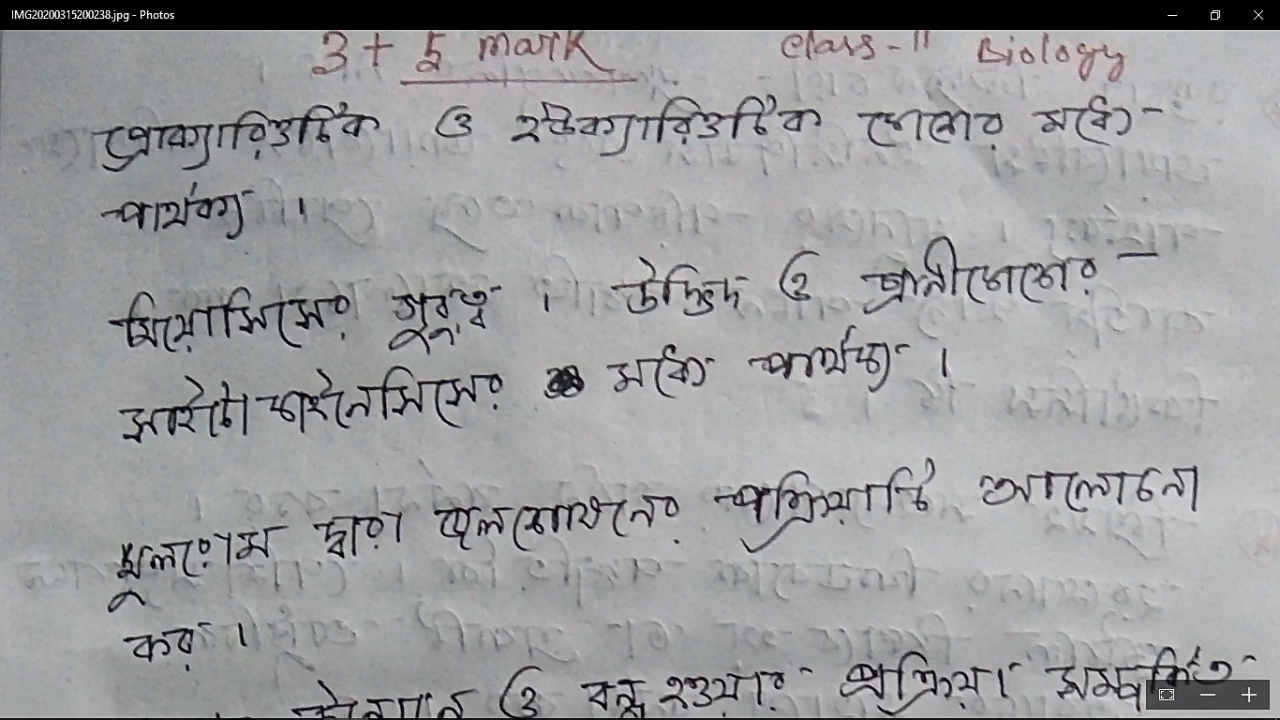 IMG20200315200238.jpg - Photos
3 + 5 mark Class-11 Biology
প্রোক্যারিওটিক ও ইউক্যারিওটিক কোশের মধ্যে-
পার্থক্য ।
মিয়োসিসের গুরুত্ব । উদ্ভিদ ও প্রানীকোশের -
সাইটোকাইনেসিসের মধ্যে পার্থক্য ।
মূলরোম দ্বারা জলশোষনের প্রক্রিয়াটি আলোচনা
কর ।
ও বন্ধ হওয়ার প্রক্রিয়া সম্পর্কিত